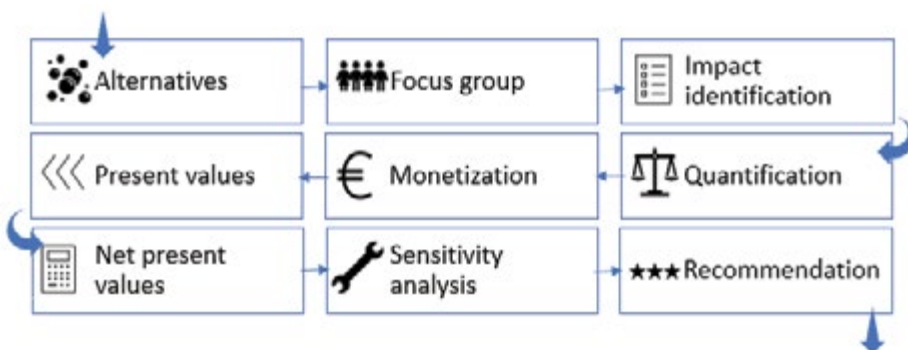 Alternatives
Focus group
Impact
identification
Present values
Monetization
Quantification
Net present
values
Sensitivity
analysis
Recommendation